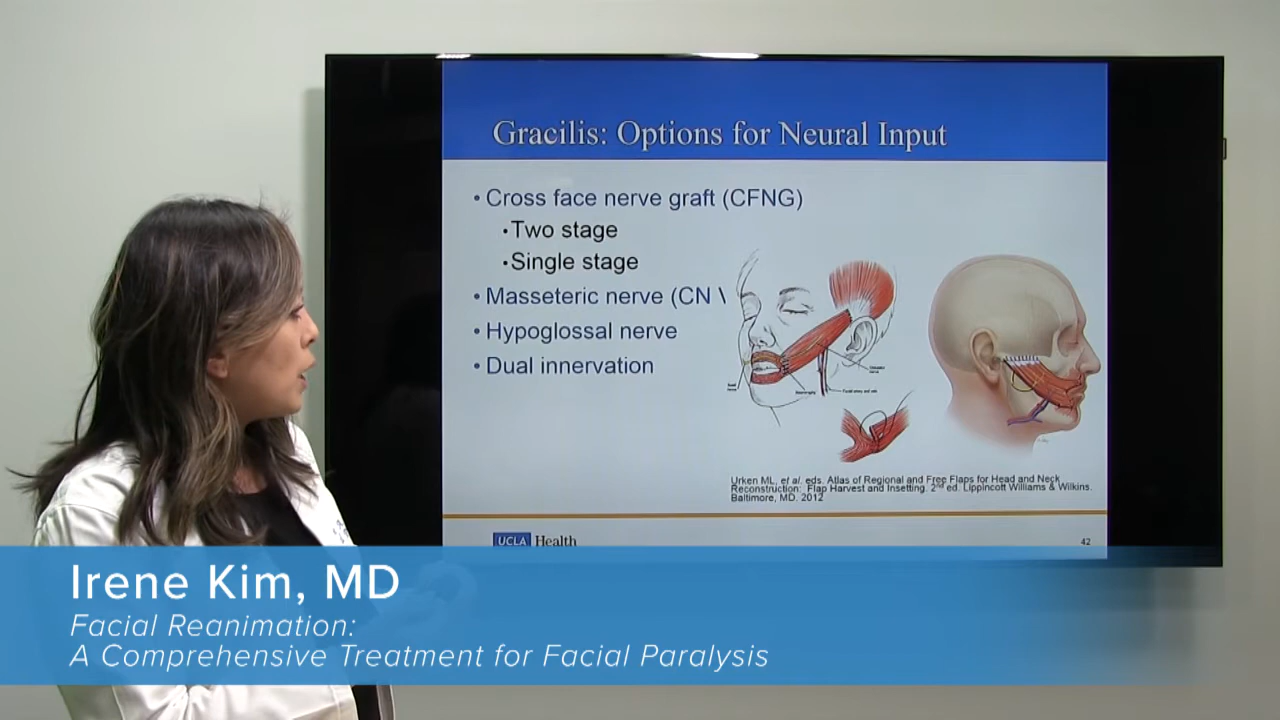 Gracilis: Options for Neural Input
• Cross face nerve graft (CFNG)
• Two stage
• Single stage
• Masseteric nerve (CN \
• Hypoglossal nerve
• Dual innervation
Urken ML, et al. eds. Atlas of Regional and Free Flaps for Head and Neck
Reconstruction: Flap Harvest and Insetting. 2nd ed. Lippincott Williams & Wilkins.
Baltimore, MD. 2012
UCLA Health
42
Irene Kim, MD
Facial Reanimation:
A Comprehensive Treatment for Facial Paralysis